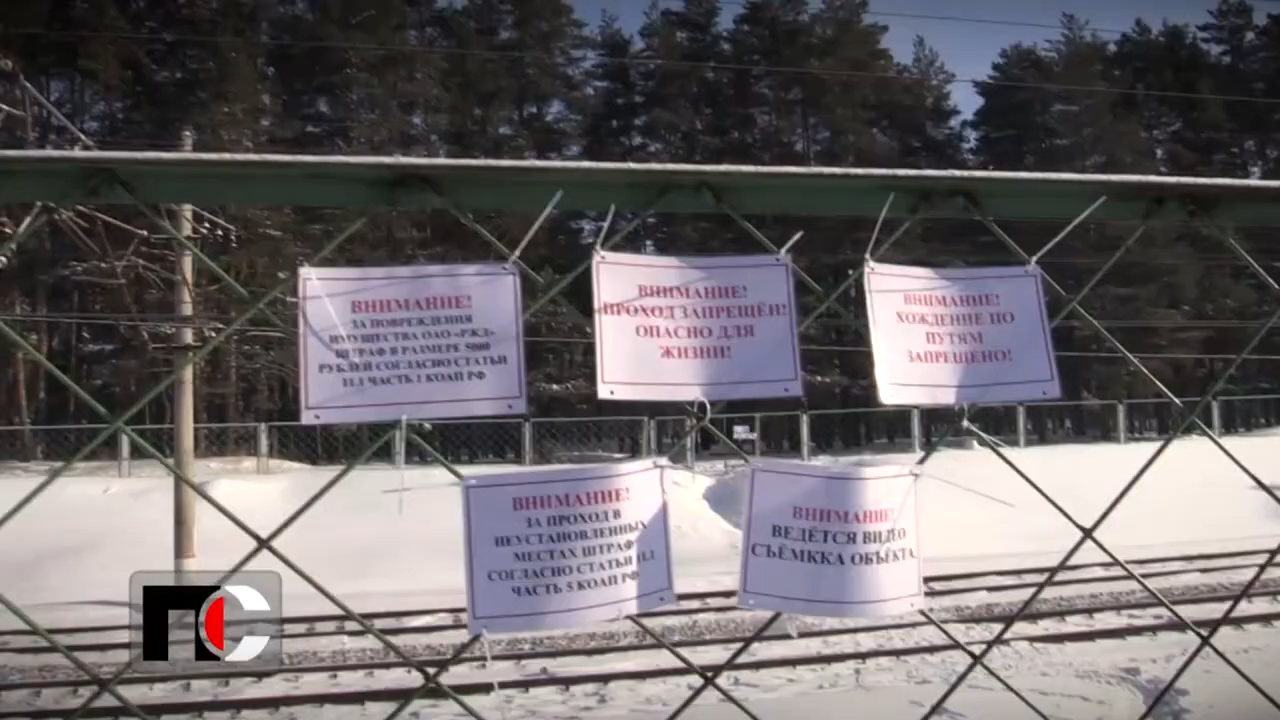 ВНИМАНИЕ!
ЗА ПОВРЕЖДЕНИЯ
ИМУЩЕСТВА ОАО «РЖД»
ШТРАФ В РАЗМЕРЕ 5000
РУБЛЕЙ СОГЛАСНО СТАТЬИ
11.1 ЧАСТЬ 1 КОАП РФ
ВНИМАНИЕ!
ПРОХОД ЗАПРЕЩЁН!
ОПАСНО ДЛЯ
ЖИЗНИ!
ВНИМАНИЕ!
ХОЖДЕНИЕ ПО
ПУТЯМ
ЗАПРЕЩЕНО!
ВНИМАНИЕ!
ЗА ПРОХОД В
НЕУСТАНОВЛЕННЫХ
МЕСТАХ ШТРАФ
СОГЛАСНО СТАТЬИ 11.1
ЧАСТЬ 5 КОАП РФ
ВНИМАНИЕ!
ВЕДЁТСЯ ВИДЕО
СЪЁМККА ОБЪЁКТА
ПС